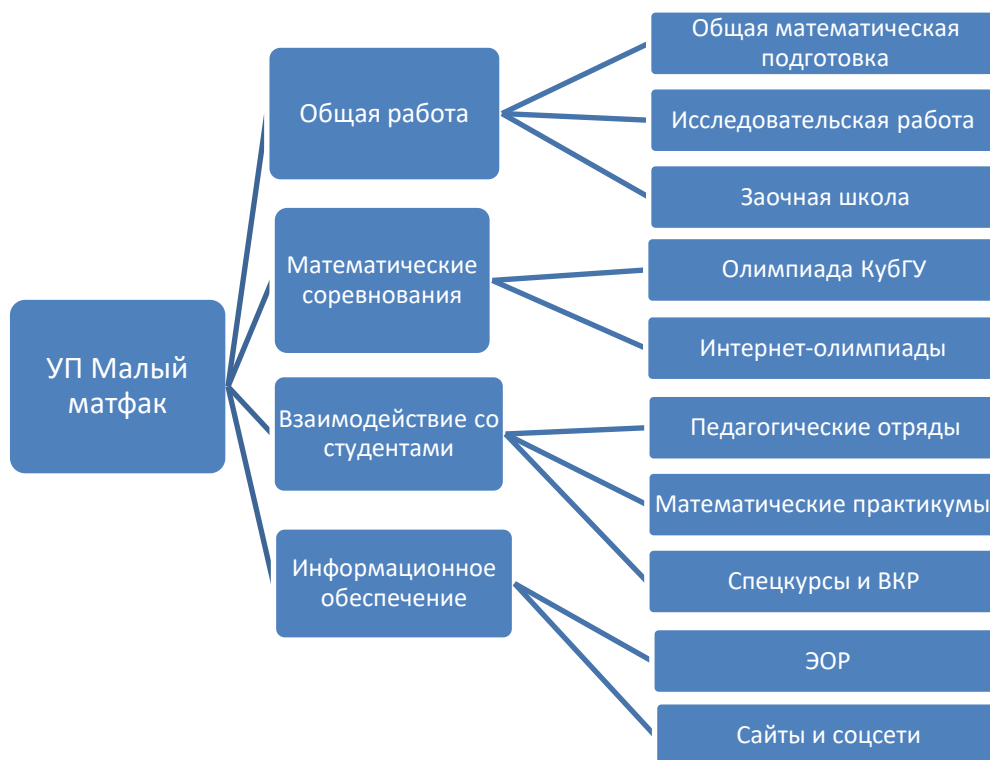 УП Малый
матфак
Общая работа
Общая математическая
подготовка
Исследовательская работа
Заочная школа
Математические
соревнования
Олимпиада КубГУ
Интернет-олимпиады
Взаимодействие со
студентами
Педагогические отряды
Математические практикумы
Спецкурсы и ВКР
Информационное
обеспечение
ЭОР
Сайты и соцсети